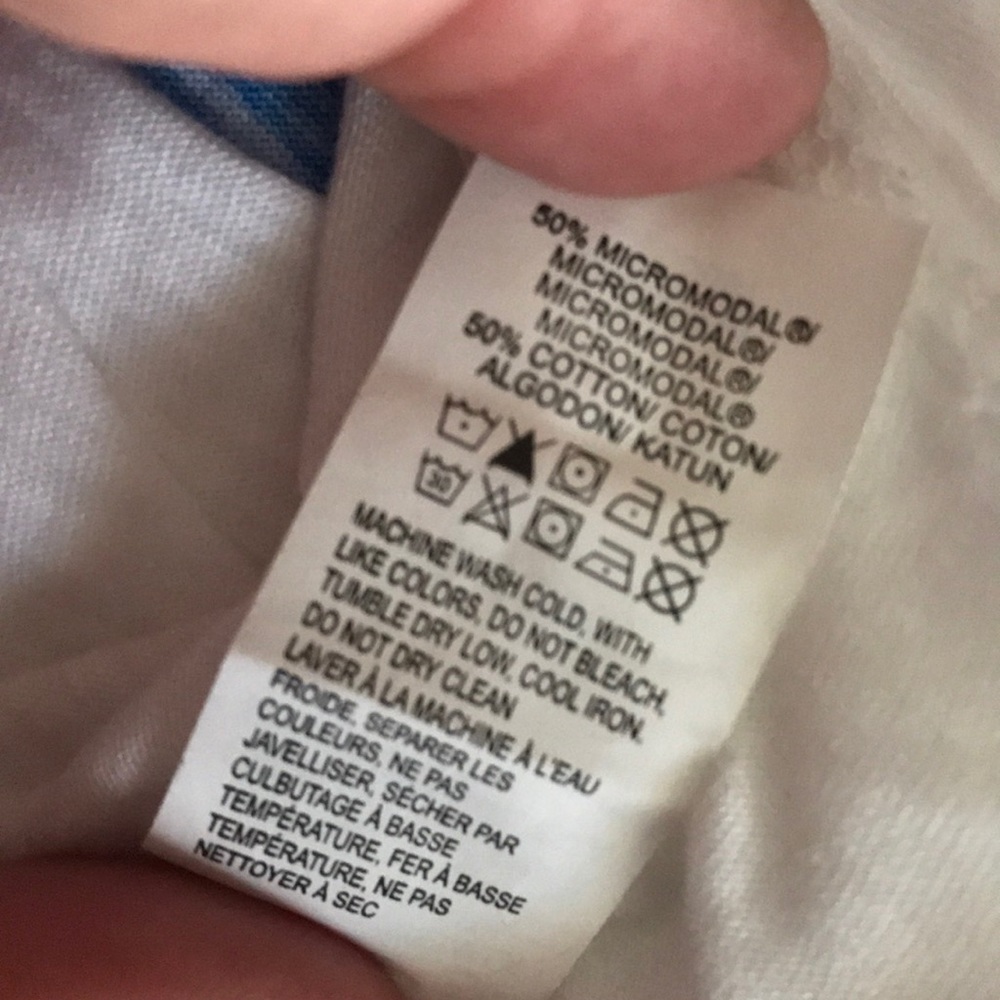 50% MICROMODAL®/
MICROMODAL®/
MICROMODAL®/
MICROMODAL®
50% COTTON/ COTON/
ALGODON/ KATUN
30
MACHINE WASH COLD, WITH
LIKE COLORS, DO NOT BLEACH,
TUMBLE DRY LOW, COOL IRON.
DO NOT DRY CLEAN
LAVER À LA MACHINE À L'EAU
FROIDE, SEPARER LES
COULEURS, NE PAS
JAVELLISER, SÉCHER PAR
CULBUTAGE À BASSE
TEMPÉRATURE, FER À BASSE
TEMPÉRATURE, NE PAS
NETTOYER À SEC